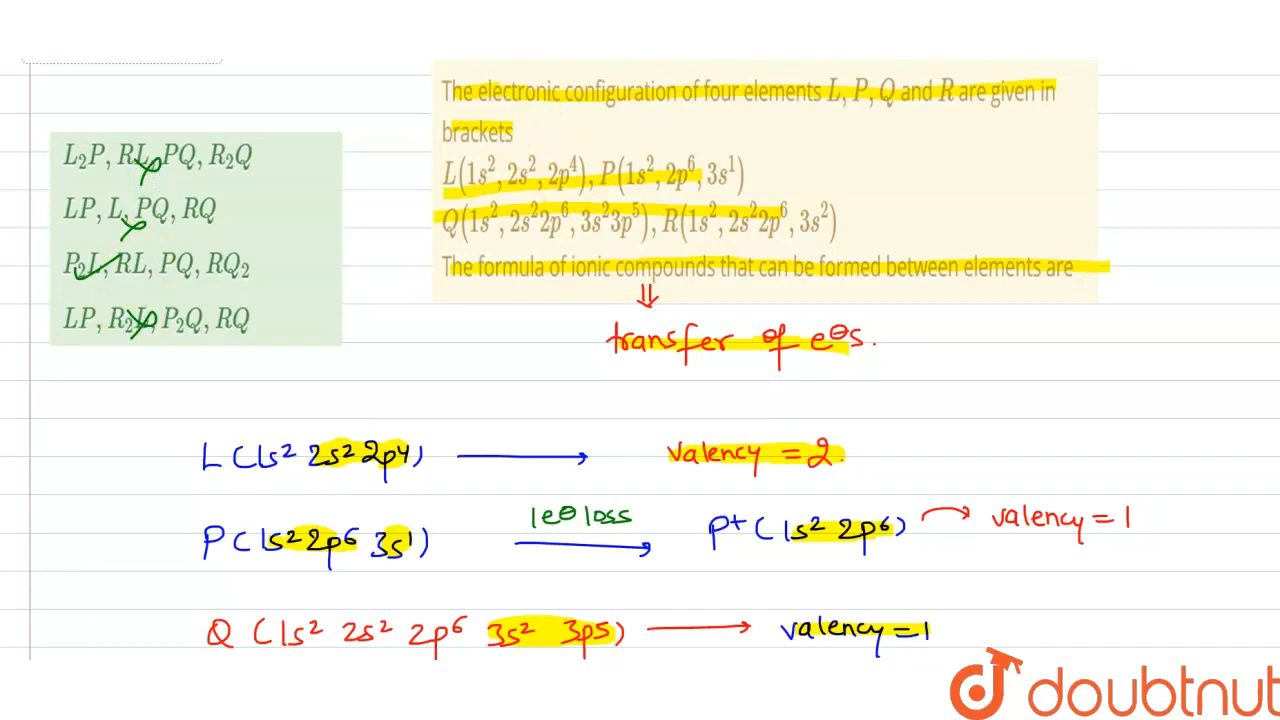 The electronic configuration of four elements L, P, Q and R are given in
brackets
L(1s², 2s², 2p⁴), P(1s², 2p⁶, 3s¹)
Q(1s², 2s²2p⁶, 3s²3p⁵), R(1s², 2s²2p⁶, 3s²)
The formula of ionic compounds that can be formed between elements are
L₂P, RL, PQ, R₂Q
LP, L, PQ, RQ
P₂L, RL, PQ, RQ₂
LP, R₂L, P₂Q, RQ
⇓
transfer of e⊖s.
L (1s² 2s² 2p⁴) → valency = 2.
P (1s² 2p⁶ 3s¹) 1e⊖ loss → P⁺ (1s² 2p⁶) → valency = 1
Q (1s² 2s² 2p⁶ 3s² 3p5) → valency = 1
doubtnut